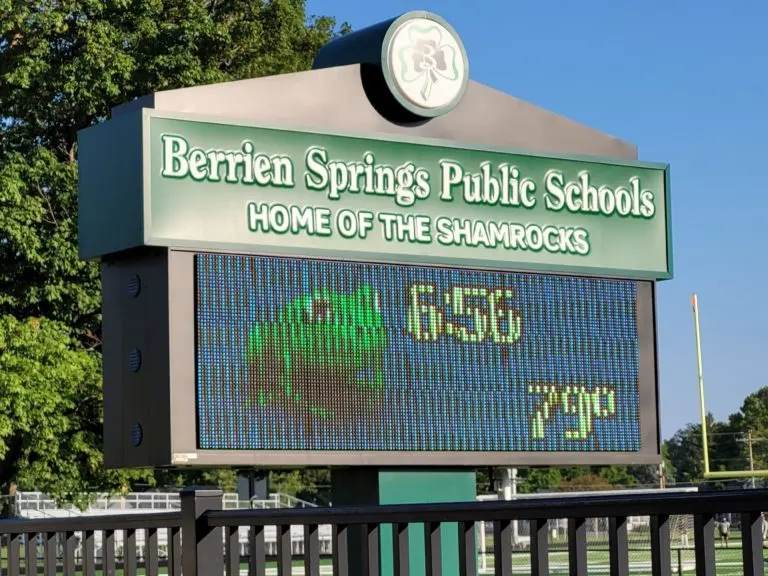 Berrien Springs Public Schools
HOME OF THE SHAMROCKS
6:56
79°